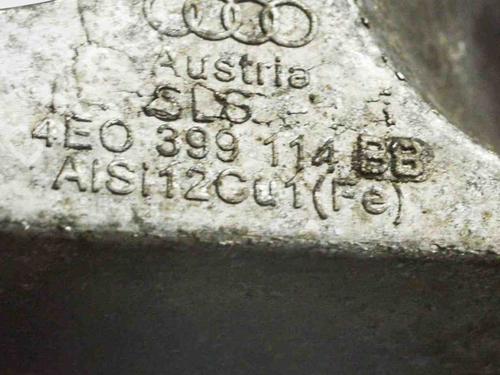 Austria
SLS
4E0 399 114 BB
AlSi12Cu1(Fe)